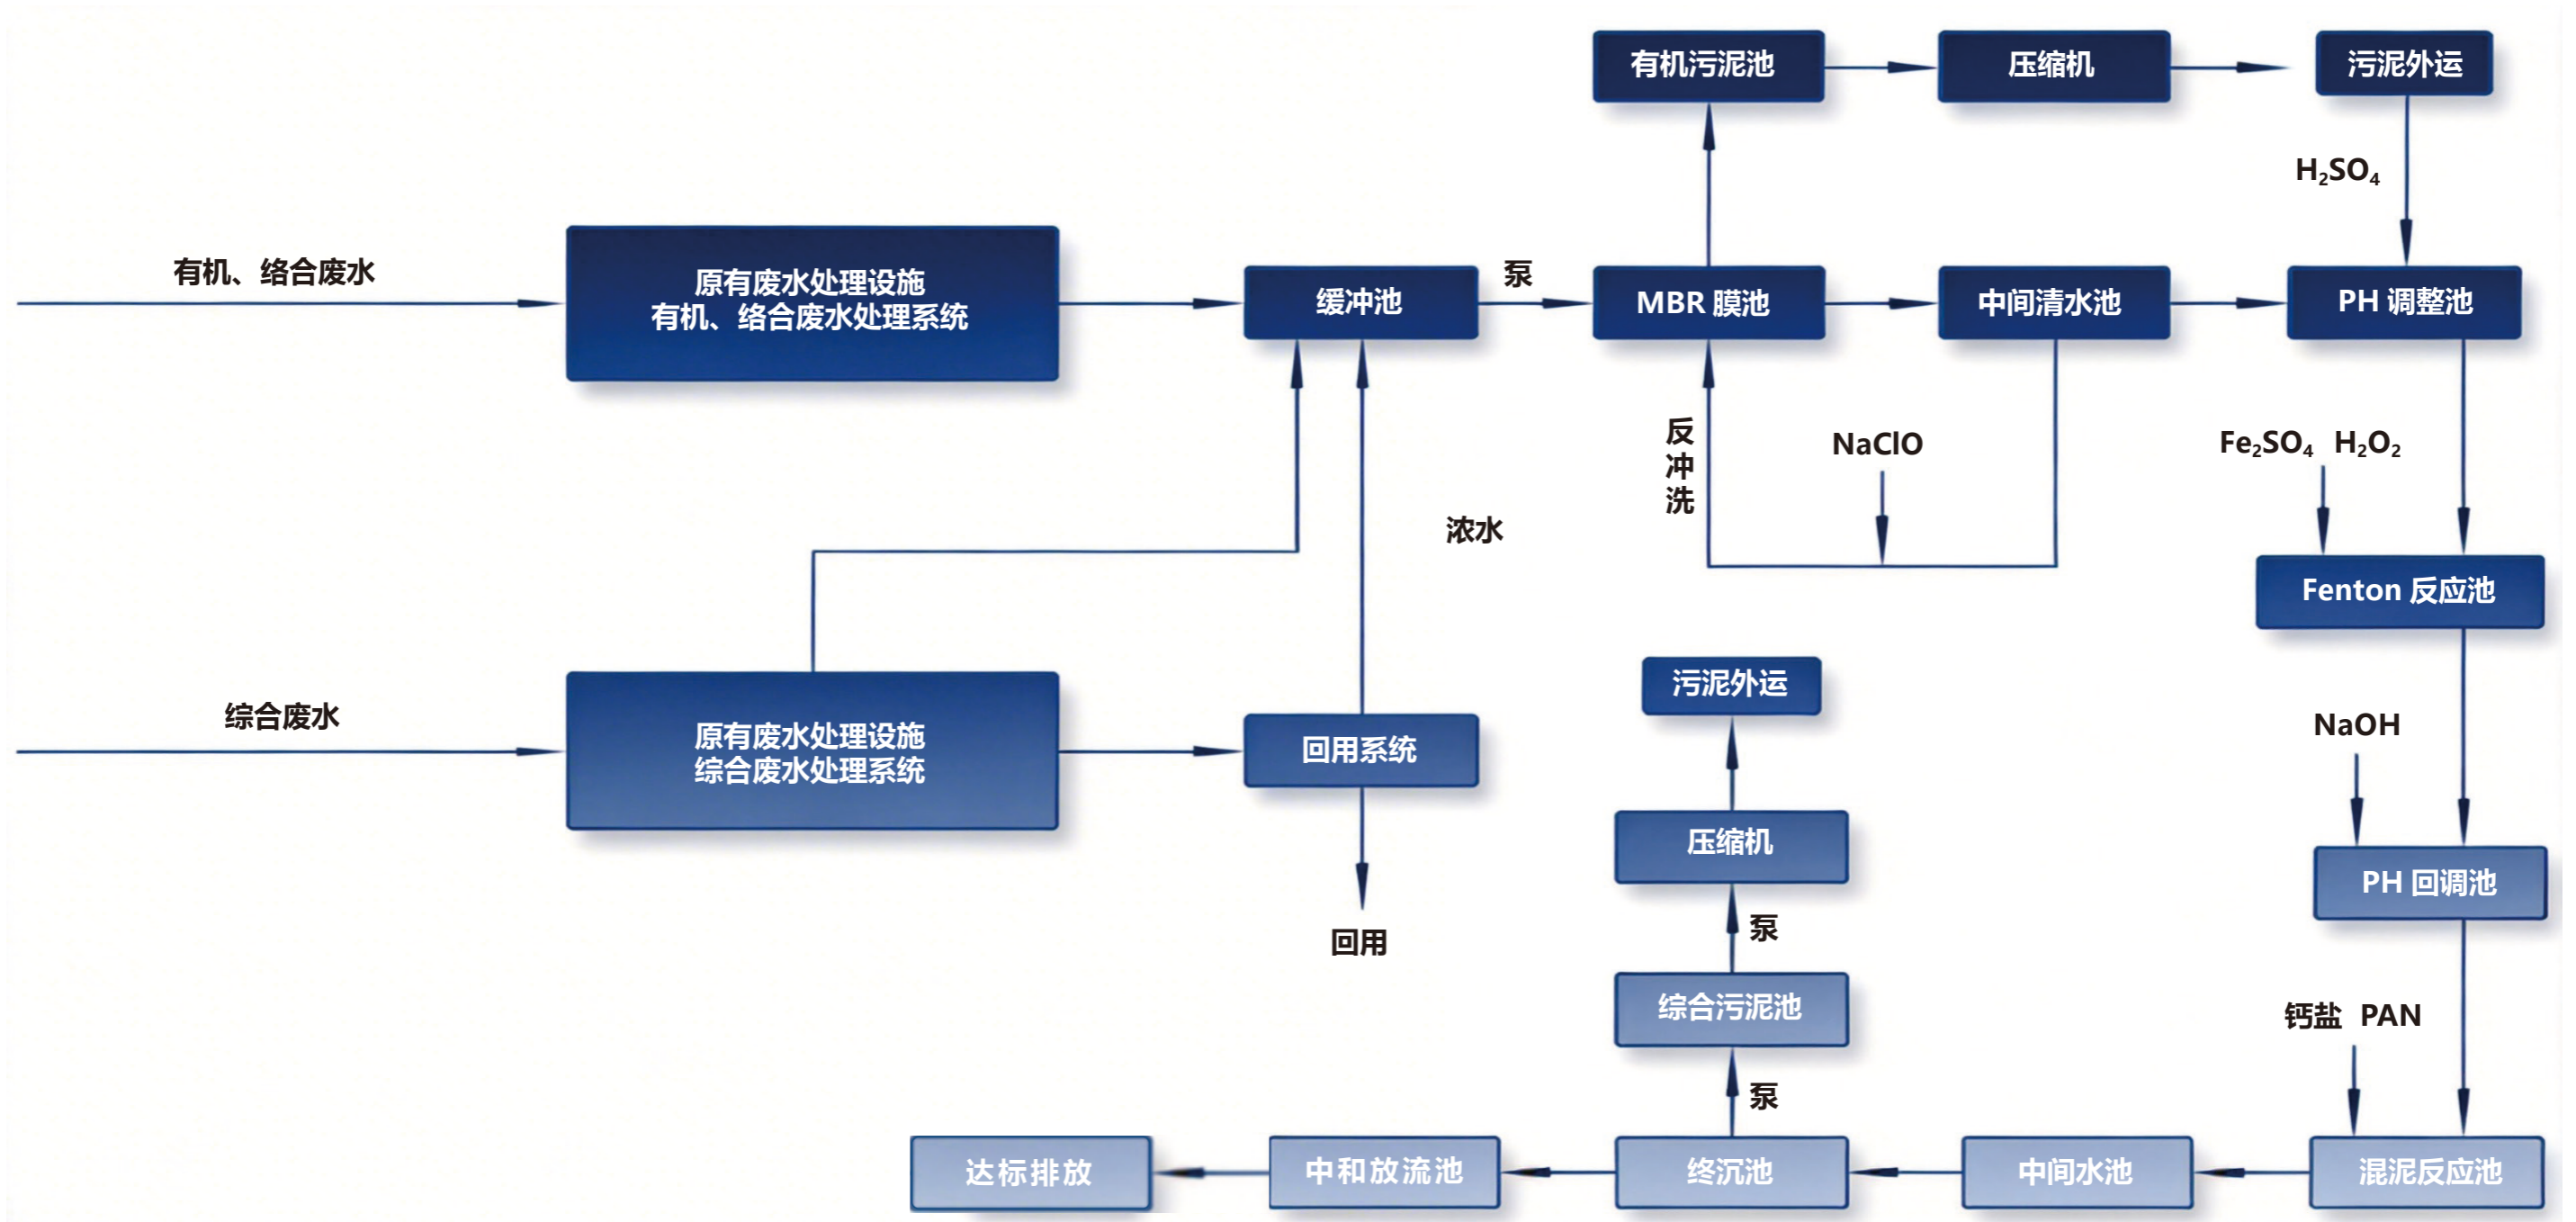 有机污泥池
压缩机
污泥外运
H₂SO₄
有机、络合废水
原有废水处理设施
有机、络合废水处理系统
缓冲池
泵
MBR 膜池
中间清水池
PH 调整池
反冲洗
NaClO
Fe₂SO₄ H₂O₂
浓水
Fenton 反应池
综合废水
原有废水处理设施
综合废水处理系统
回用系统
回用
污泥外运
压缩机
泵
综合污泥池
泵
NaOH
PH 回调池
钙盐 PAN
达标排放
中和放流池
终沉池
中间水池
混泥反应池